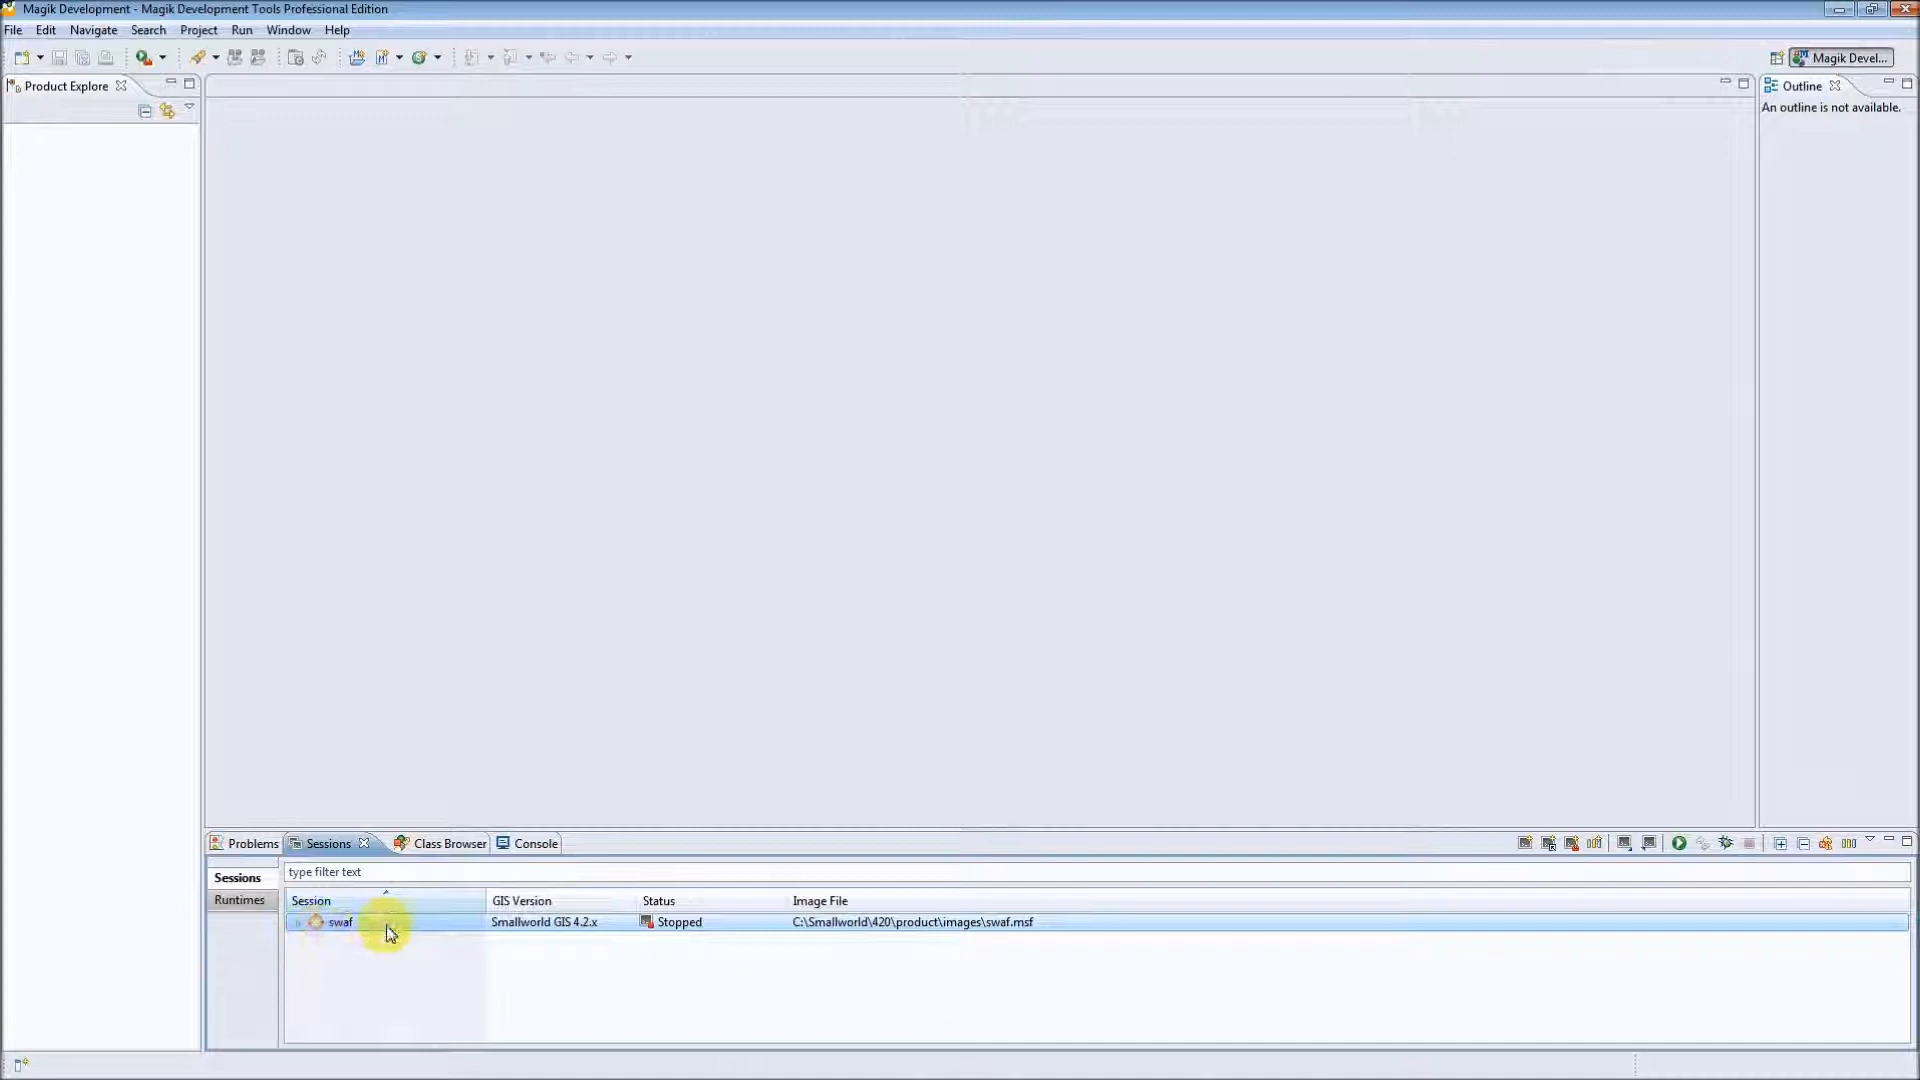 Magik Development - Magik Development Tools Professional Edition
File Edit Navigate Search Project Run Window Help
Magik Devel...
Product Explore
Outline
An outline is not available.
Problems Sessions Class Browser Console
Sessions
Runtimes
type filter text
Session GIS Version Status Image File
swaf Smallworld GIS 4.2.x Stopped C:\Smallworld\420\product\images\swaf.msf